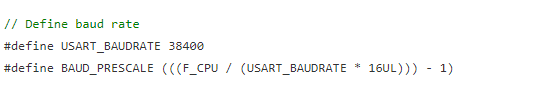 // Define baud rate
#define USART_BAUDRATE 38400
#define BAUD_PRESCALE (((F_CPU / (USART_BAUDRATE * 16UL))) - 1)